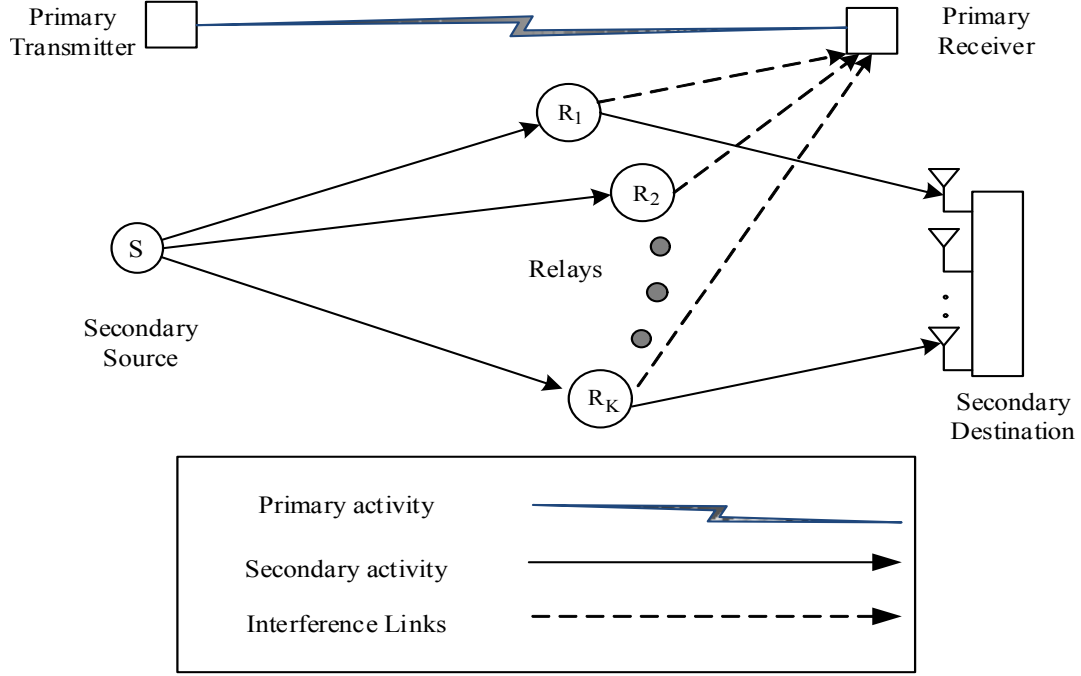 Primary
Transmitter
Primary
Receiver
R1
R2
S
Relays
Secondary
Source
RK
Secondary
Destination
Primary activity
Secondary activity
Interference Links